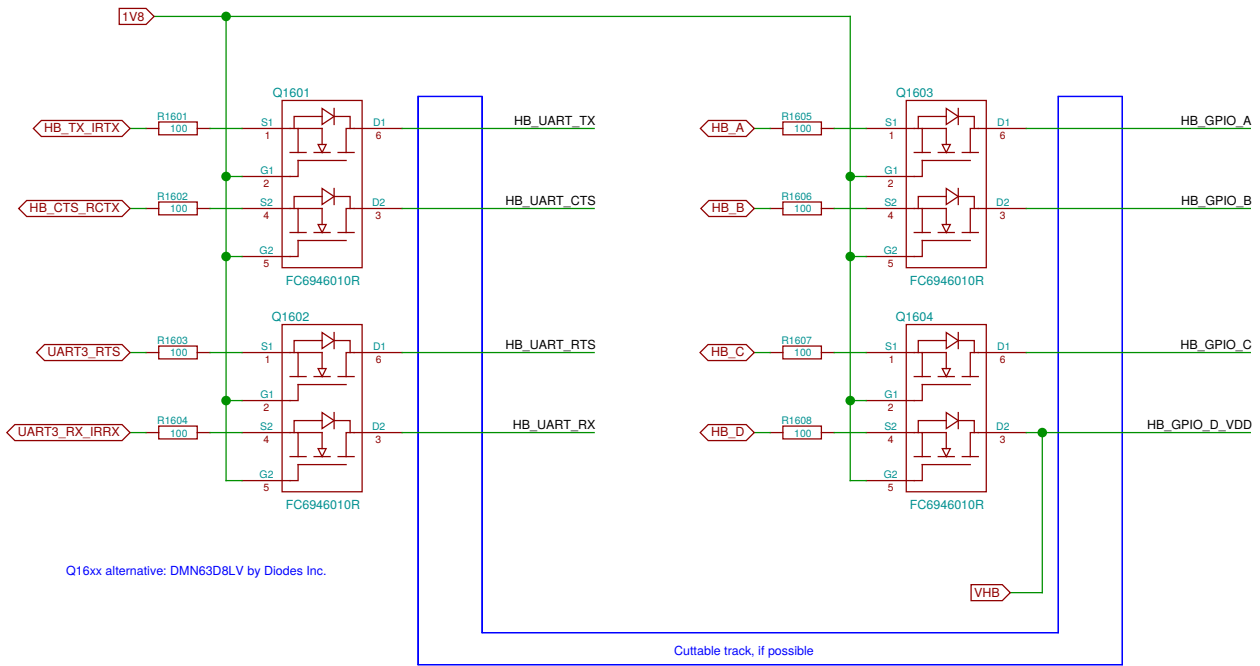 1V8
Q1601
HB_TX_IRTX
R1601
100
S1
1
D1
6
HB_UART_TX
G1
2
HB_CTS_RCTX
R1602
100
S2
4
D2
3
HB_UART_CTS
G2
5
FC6946010R
Q1602
UART3_RTS
R1603
100
S1
1
D1
6
HB_UART_RTS
G1
2
UART3_RX_IRRX
R1604
100
S2
4
D2
3
HB_UART_RX
G2
5
FC6946010R
Q1603
HB_A
R1605
100
S1
1
D1
6
HB_GPIO_A
G1
2
HB_B
R1606
100
S2
4
D2
3
HB_GPIO_B
G2
5
FC6946010R
Q1604
HB_C
R1607
100
S1
1
D1
6
HB_GPIO_C
G1
2
HB_D
R1608
100
S2
4
D2
3
HB_GPIO_D_VDD
G2
5
FC6946010R
Q16xx alternative: DMN63D8LV by Diodes Inc.
VHB
Cuttable track, if possible